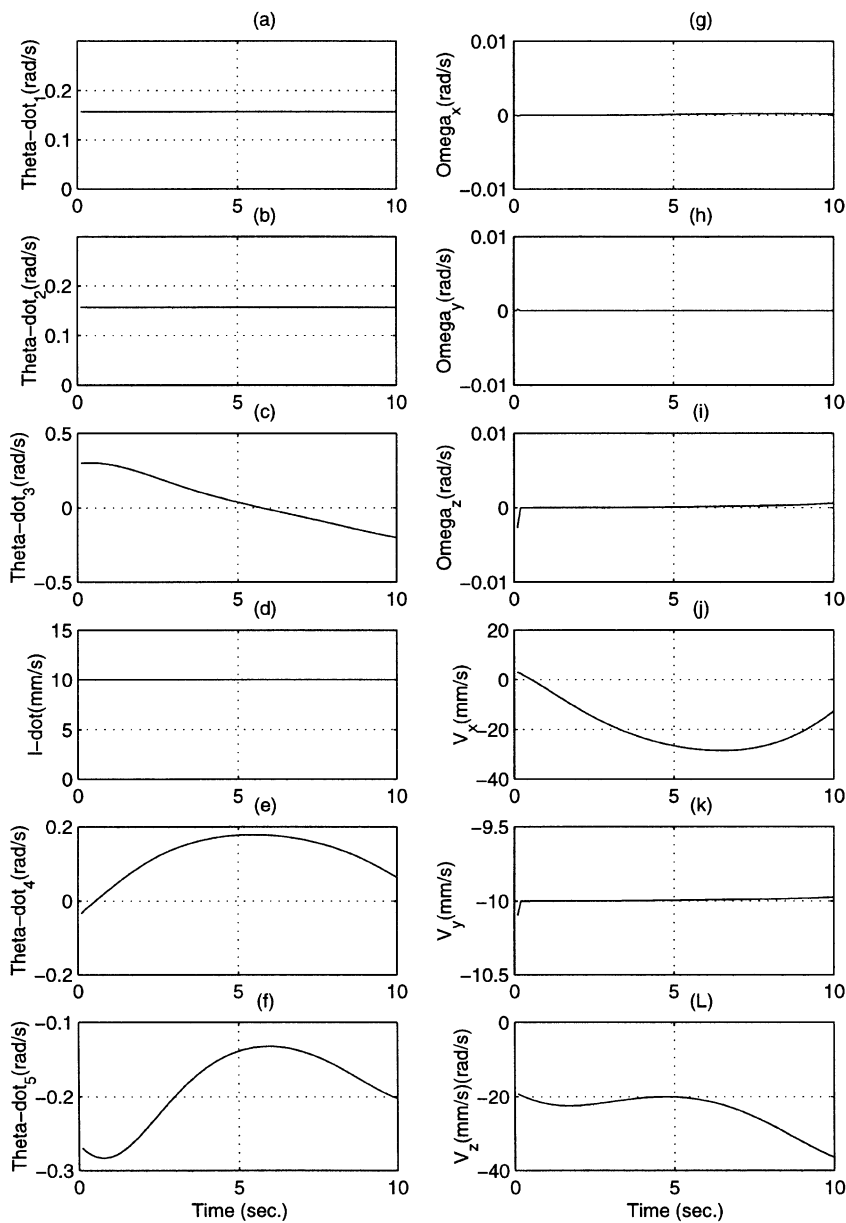 (a)
Theta-dot1(rad/s)
0.2
0.1
0
0
5
10
(b)
Theta-dot2(rad/s)
0.2
0.1
0
0
5
10
(c)
Theta-dot3(rad/s)
0.5
0
-0.5
0
5
10
(d)
l-dot(mm/s)
15
10
5
0
0
5
10
(e)
Theta-dot4(rad/s)
0.2
0
-0.2
0
5
10
(f)
Theta-dot5(rad/s)
-0.1
-0.2
-0.3
0
5
10
Time (sec.)
(g)
Omegax(rad/s)
0.01
0
-0.01
0
5
10
(h)
Omegay(rad/s)
0.01
0
-0.01
0
5
10
(i)
Omegaz(rad/s)
0.01
0
-0.01
0
5
10
(j)
Vx(mm/s)
20
0
-20
-40
0
5
10
(k)
Vy(mm/s)
-9.5
-10
-10.5
0
5
10
(L)
Vz(mm/s)(rad/s)
0
-20
-40
0
5
10
Time (sec.)